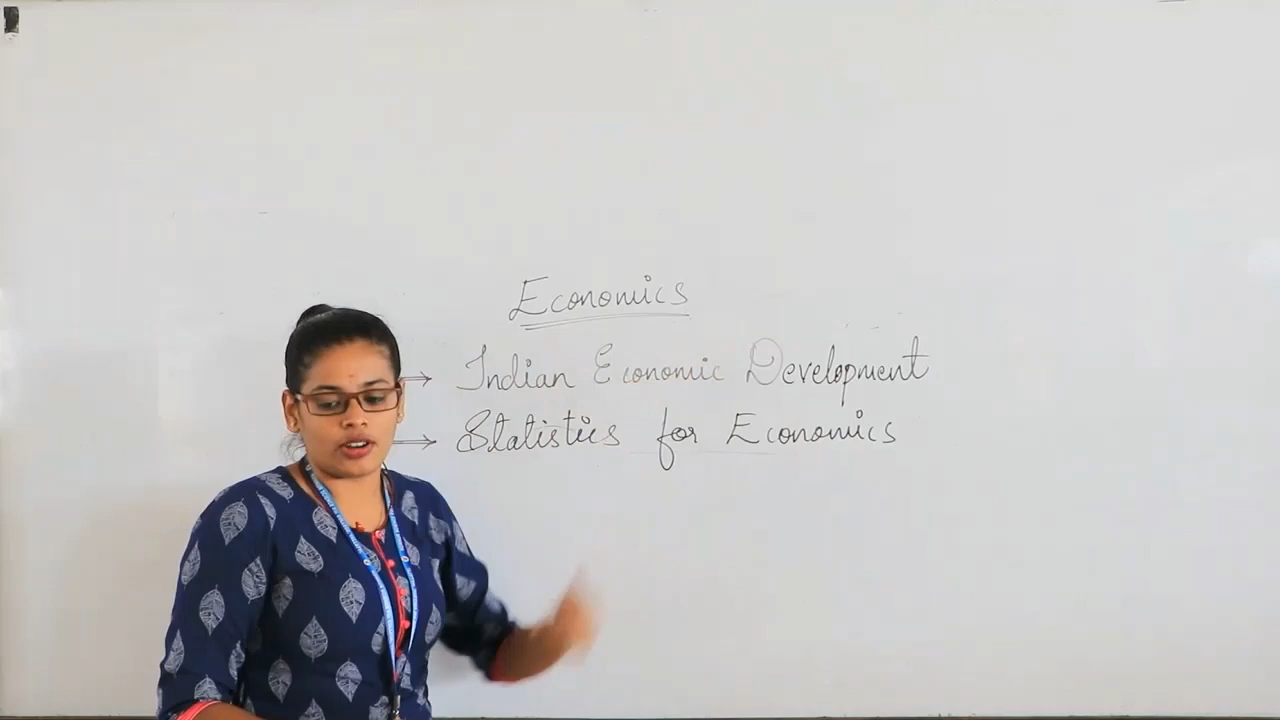 Economics
Indian Economic Development
Statistics for Economics